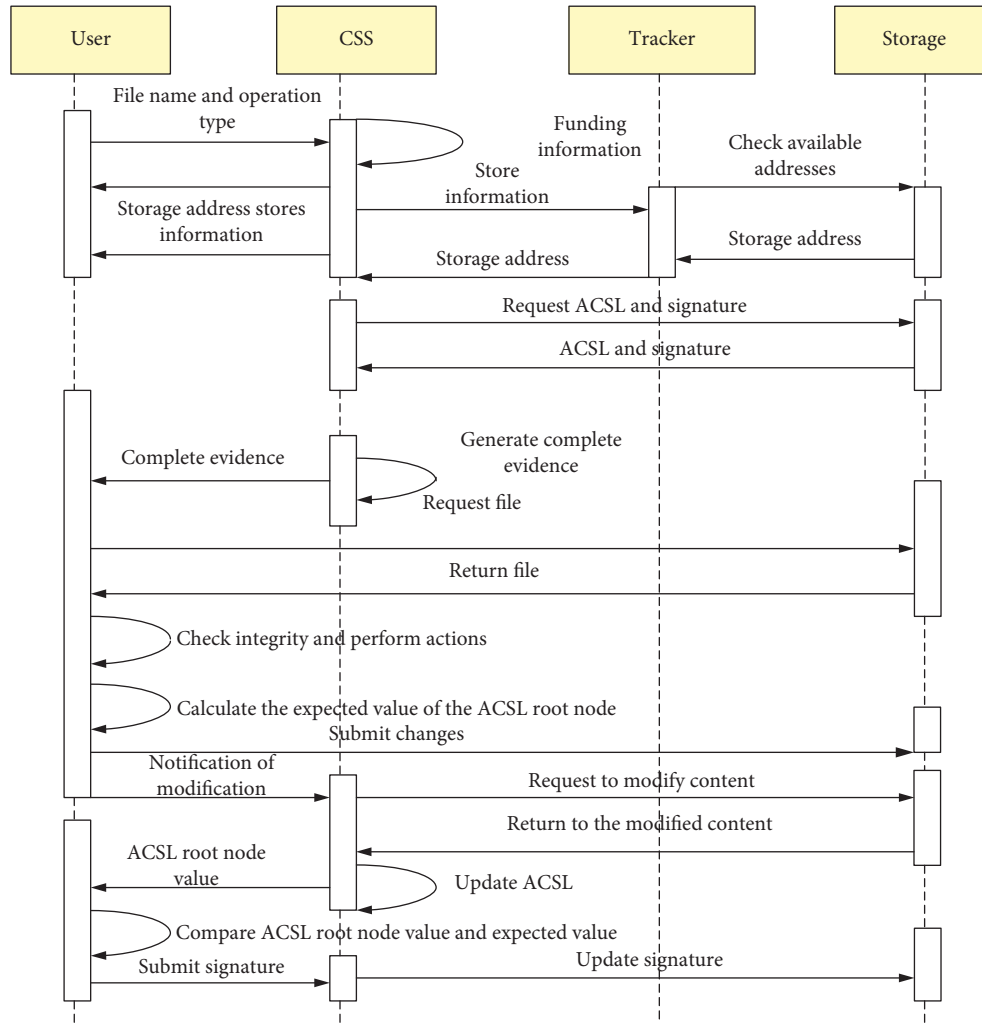 User
CSS
Tracker
Storage
File name and operation
type
Funding
information
Check available
addresses
Store
information
Storage address stores
information
Storage address
Storage address
Request ACSL and signature
ACSL and signature
Generate complete
evidence
Complete evidence
Request file
Return file
Check integrity and perform actions
Calculate the expected value of the ACSL root node
Submit changes
Notification of
modification
Request to modify content
Return to the modified content
ACSL root node
value
Update ACSL
Compare ACSL root node value and expected value
Submit signature
Update signature